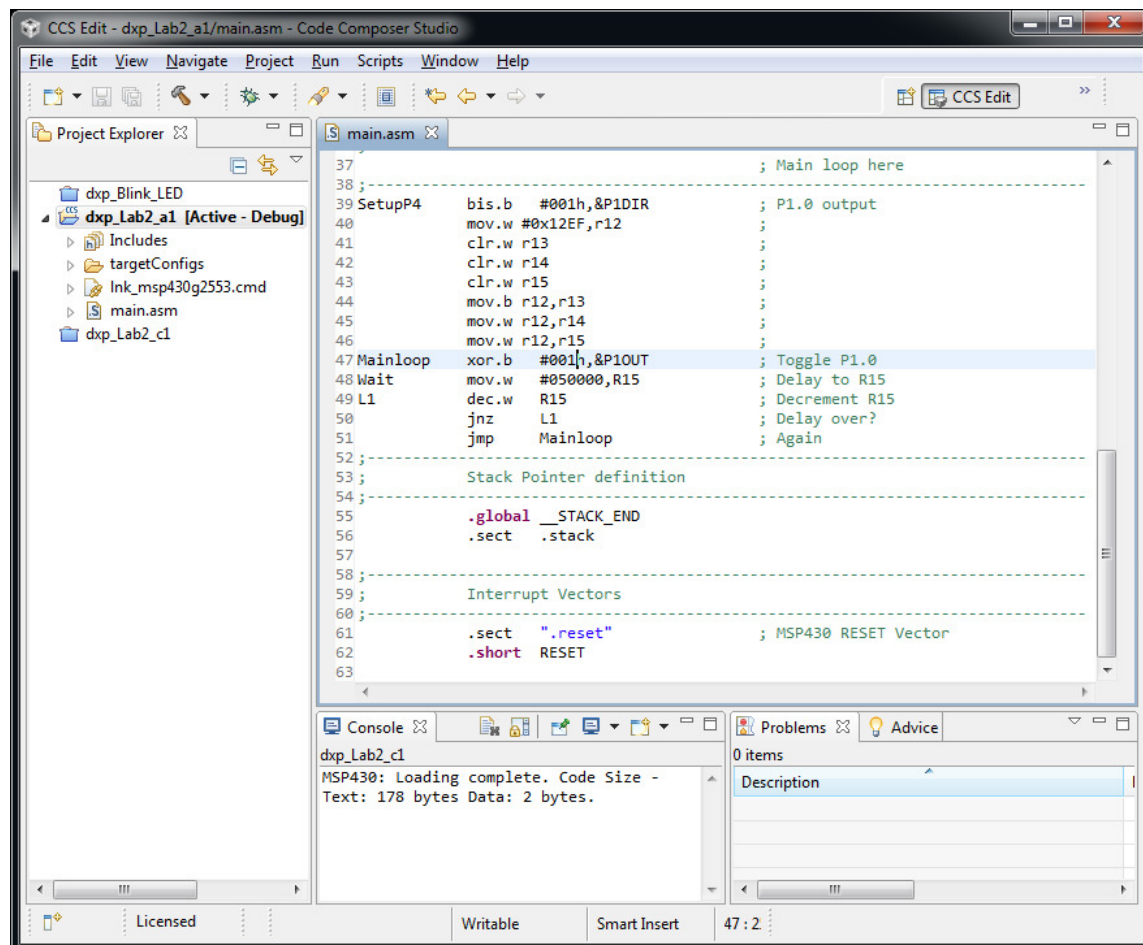 CCS Edit - dxp_Lab2_a1/main.asm - Code Composer Studio
File Edit View Navigate Project Run Scripts Window Help
CCS Edit
Project Explorer
dxp_Blink_LED
dxp_Lab2_a1 [Active - Debug]
Includes
targetConfigs
lnk_msp430g2553.cmd
main.asm
dxp_Lab2_c1
main.asm
37 ; Main loop here
38 ;-------------------------------------------------------------------------------
39 SetupP4 bis.b #001h,&P1DIR ; P1.0 output
40 mov.w #0x12EF,r12 ;
41 clr.w r13 ;
42 clr.w r14 ;
43 clr.w r15 ;
44 mov.b r12,r13 ;
45 mov.w r12,r14 ;
46 mov.w r12,r15 ;
47 Mainloop xor.b #001h,&P1OUT ; Toggle P1.0
48 Wait mov.w #050000,R15 ; Delay to R15
49 L1 dec.w R15 ; Decrement R15
50 jnz L1 ; Delay over?
51 jmp Mainloop ; Again
52 ;-------------------------------------------------------------------------------
53 ; Stack Pointer definition
54 ;-------------------------------------------------------------------------------
55 .global __STACK_END
56 .sect .stack
57
58 ;-------------------------------------------------------------------------------
59 ; Interrupt Vectors
60 ;-------------------------------------------------------------------------------
61 .sect ".reset" ; MSP430 RESET Vector
62 .short RESET
63
Console
dxp_Lab2_c1
MSP430: Loading complete. Code Size -
Text: 178 bytes Data: 2 bytes.
Problems Advice
0 items
Description
Licensed Writable Smart Insert 47 : 2